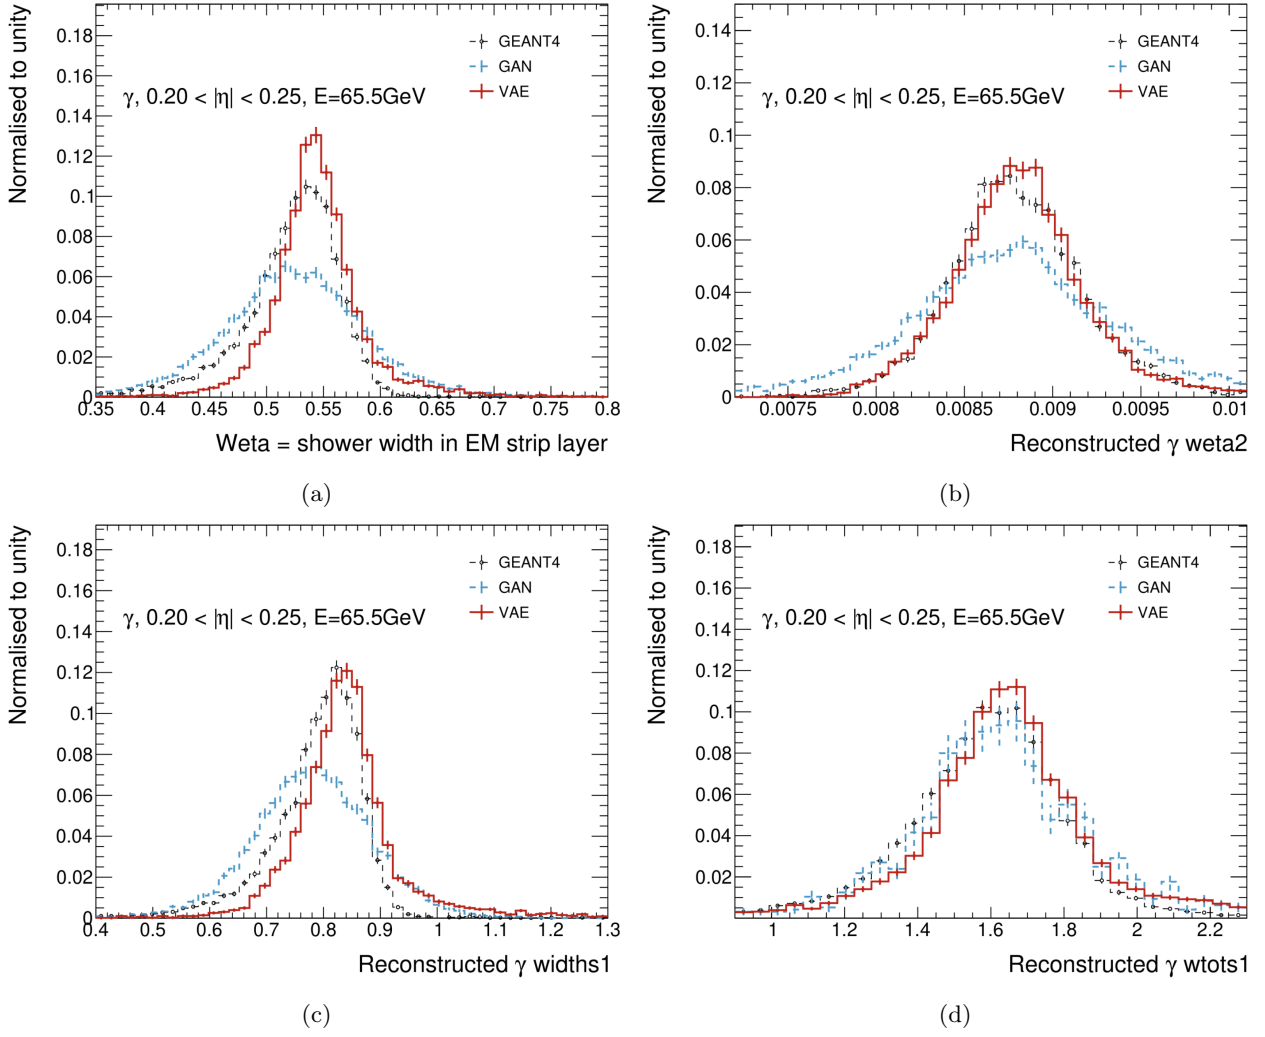 Normalised to unity
0.18
0.16
0.14
0.12
0.1
0.08
0.06
0.04
0.02
0
GEANT4
GAN
VAE
γ, 0.20 < |η| < 0.25, E=65.5GeV
0.35 0.4 0.45 0.5 0.55 0.6 0.65 0.7 0.75 0.8
Weta = shower width in EM strip layer
(a)
Normalised to unity
0.14
0.12
0.1
0.08
0.06
0.04
0.02
0
GEANT4
GAN
VAE
γ, 0.20 < |η| < 0.25, E=65.5GeV
0.0075 0.008 0.0085 0.009 0.0095 0.01
Reconstructed γ weta2
(b)
Normalised to unity
0.18
0.16
0.14
0.12
0.1
0.08
0.06
0.04
0.02
0
GEANT4
GAN
VAE
γ, 0.20 < |η| < 0.25, E=65.5GeV
0.4 0.5 0.6 0.7 0.8 0.9 1 1.1 1.2 1.3
Reconstructed γ widths1
(c)
Normalised to unity
0.18
0.16
0.14
0.12
0.1
0.08
0.06
0.04
0.02
GEANT4
GAN
VAE
γ, 0.20 < |η| < 0.25, E=65.5GeV
1 1.2 1.4 1.6 1.8 2 2.2
Reconstructed γ wtots1
(d)